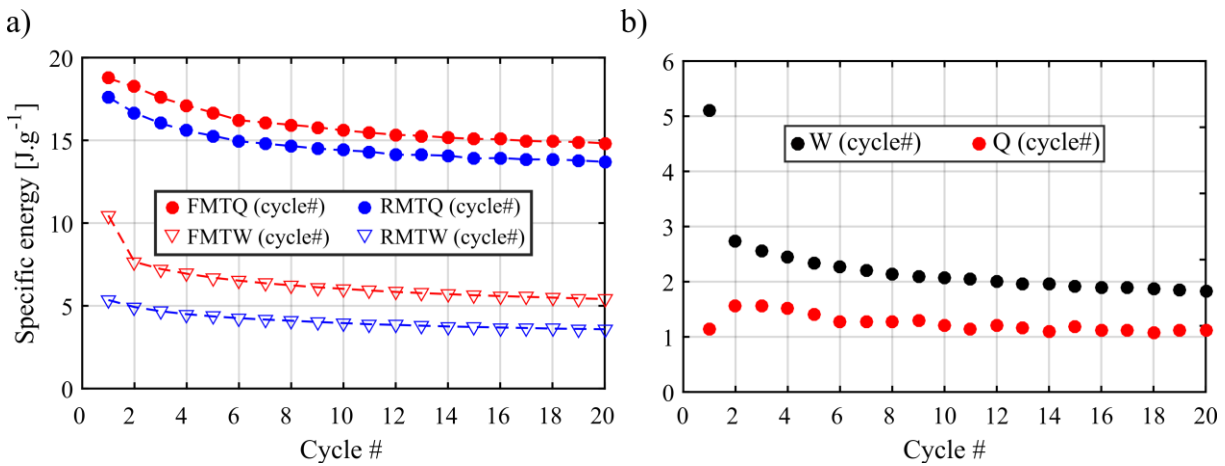 a)
b)
Specific energy [J.g⁻¹]
20
15
10
5
0
FMTQ (cycle#)
RMTQ (cycle#)
FMTW (cycle#)
RMTW (cycle#)
0 2 4 6 8 10 12 14 16 18 20
Cycle #
6
5
4
3
2
1
0
W (cycle#)
Q (cycle#)
0 2 4 6 8 10 12 14 16 18 20
Cycle #